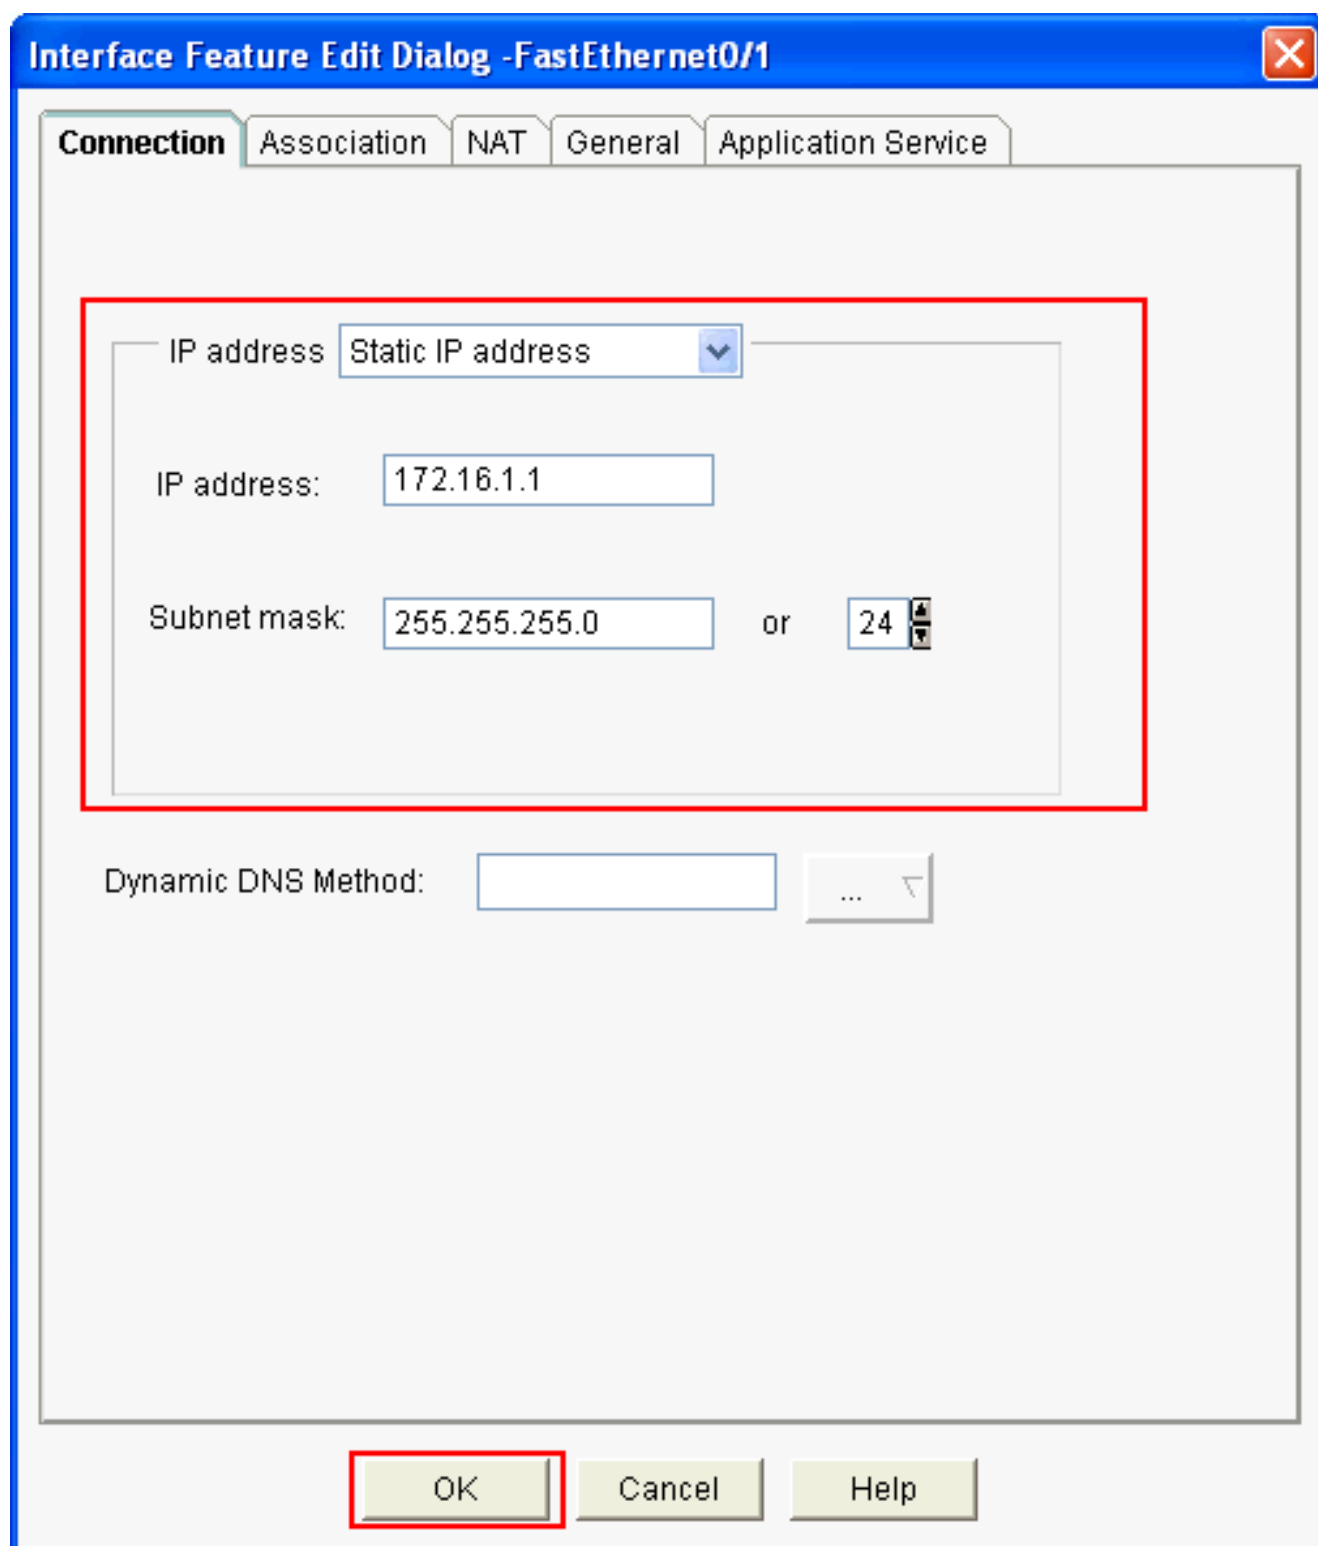 Interface Feature Edit Dialog -FastEthernet0/1
Connection Association NAT General Application Service
IP address Static IP address
IP address: 172.16.1.1
Subnet mask: 255.255.255.0 or 24
Dynamic DNS Method: ...
OK Cancel Help